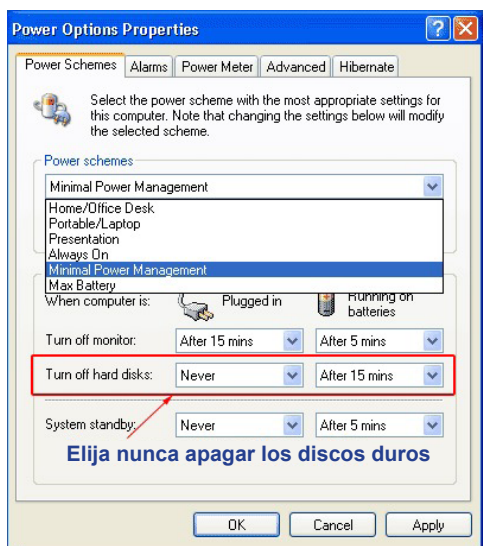 Power Options Properties
Power Schemes Alarms Power Meter Advanced Hibernate
Select the power scheme with the most appropriate settings for
this computer. Note that changing the settings below will modify
the selected scheme.
Power schemes
Minimal Power Management
Home/Office Desk
Portable/Laptop
Presentation
Always On
Minimal Power Management
Max Battery
When computer is: Plugged in Running on
batteries
Turn off monitor: After 15 mins After 5 mins
Turn off hard disks: Never After 15 mins
System standby: Never After 5 mins
Elija nunca apagar los discos duros
OK Cancel Apply